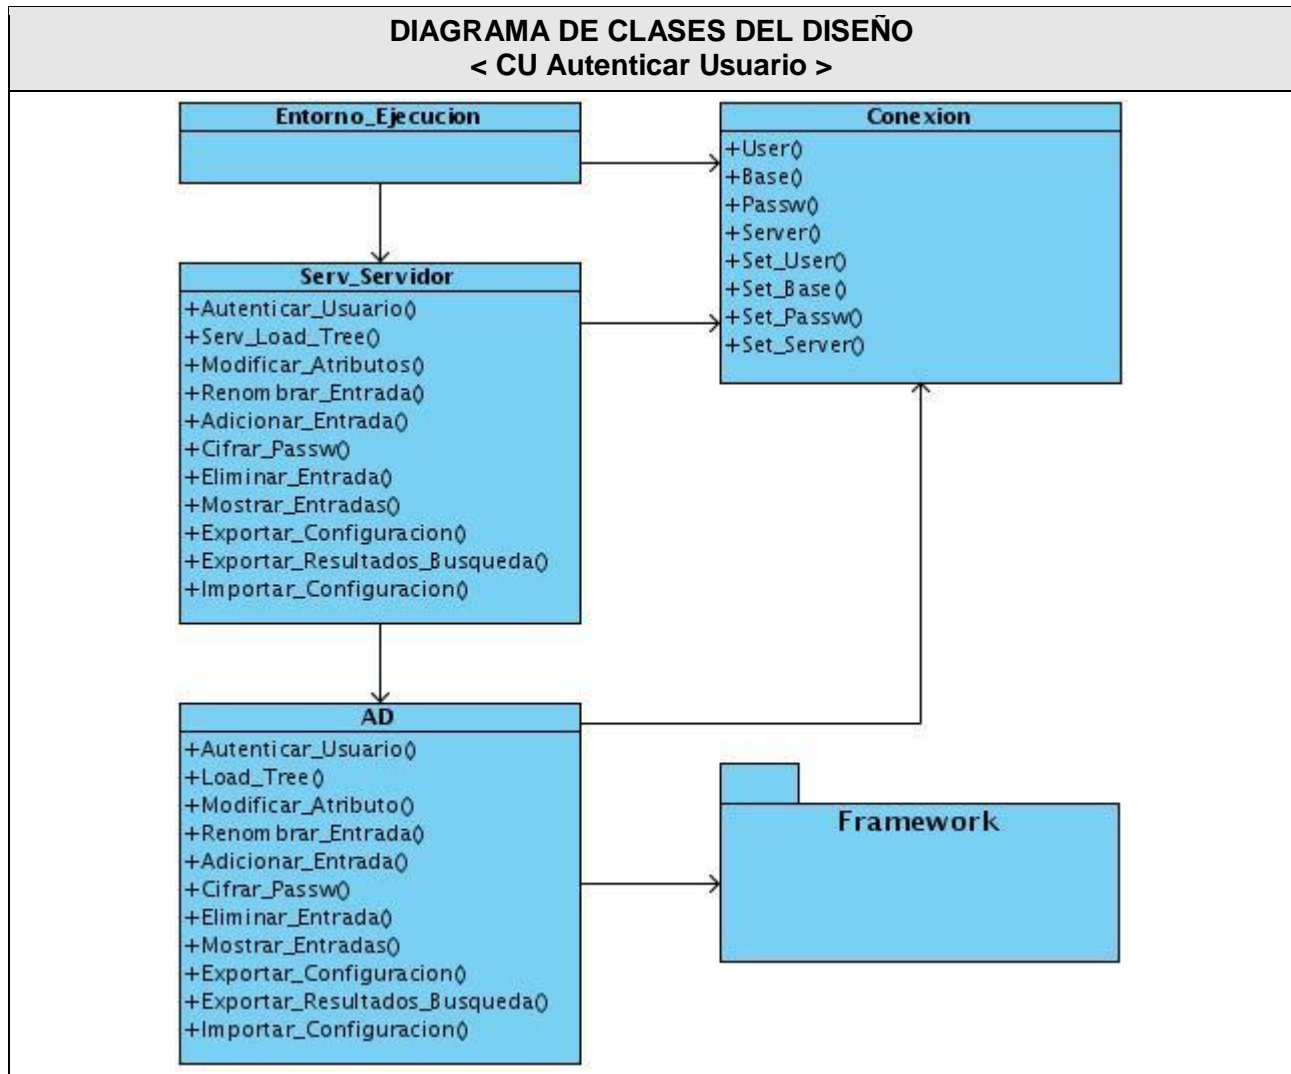 DIAGRAMA DE CLASES DEL DISEÑO
< CU Autenticar Usuario >
Entorno_Ejecucion
Conexion
+User()
+Base()
+Passw()
+Server()
+Set_User()
+Set_Base()
+Set_Passw()
+Set_Server()
Serv_Servidor
+Autenticar_Usuario()
+Serv_Load_Tree()
+Modificar_Atributos()
+Renombrar_Entrada()
+Adicionar_Entrada()
+Cifrar_Passw()
+Eliminar_Entrada()
+Mostrar_Entradas()
+Exportar_Configuracion()
+Exportar_Resultados_Busqueda()
+Importar_Configuracion()
AD
+Autenticar_Usuario()
+Load_Tree()
+Modificar_Atributo()
+Renombrar_Entrada()
+Adicionar_Entrada()
+Cifrar_Passw()
+Eliminar_Entrada()
+Mostrar_Entradas()
+Exportar_Configuracion()
+Exportar_Resultados_Busqueda()
+Importar_Configuracion()
Framework